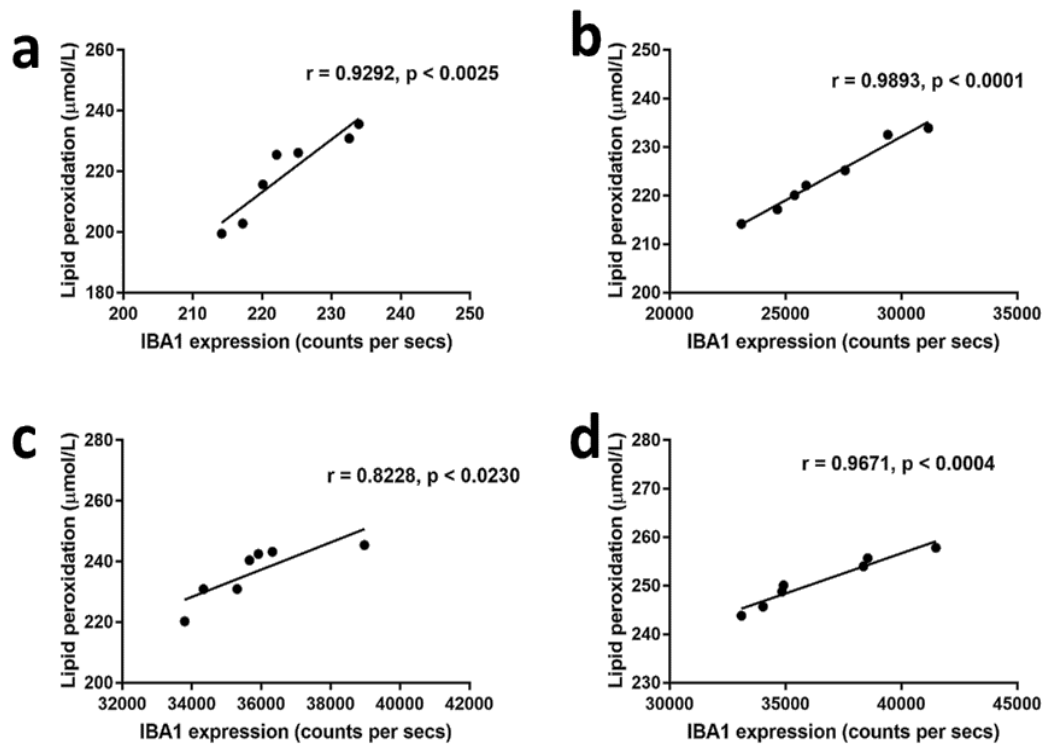 a
260
240
220
200
180
Lipid peroxidation (μmol/L)
r = 0.9292, p < 0.0025
200 210 220 230 240 250
IBA1 expression (counts per secs)
b
250
240
230
220
210
200
Lipid peroxidation (μmol/L)
r = 0.9893, p < 0.0001
20000 25000 30000 35000
IBA1 expression (counts per secs)
c
280
260
240
220
200
Lipid peroxidation (μmol/L)
r = 0.8228, p < 0.0230
32000 34000 36000 38000 40000 42000
IBA1 expression (counts per secs)
d
280
270
260
250
240
230
Lipid peroxidation (μmol/L)
r = 0.9671, p < 0.0004
30000 35000 40000 45000
IBA1 expression (counts per secs)